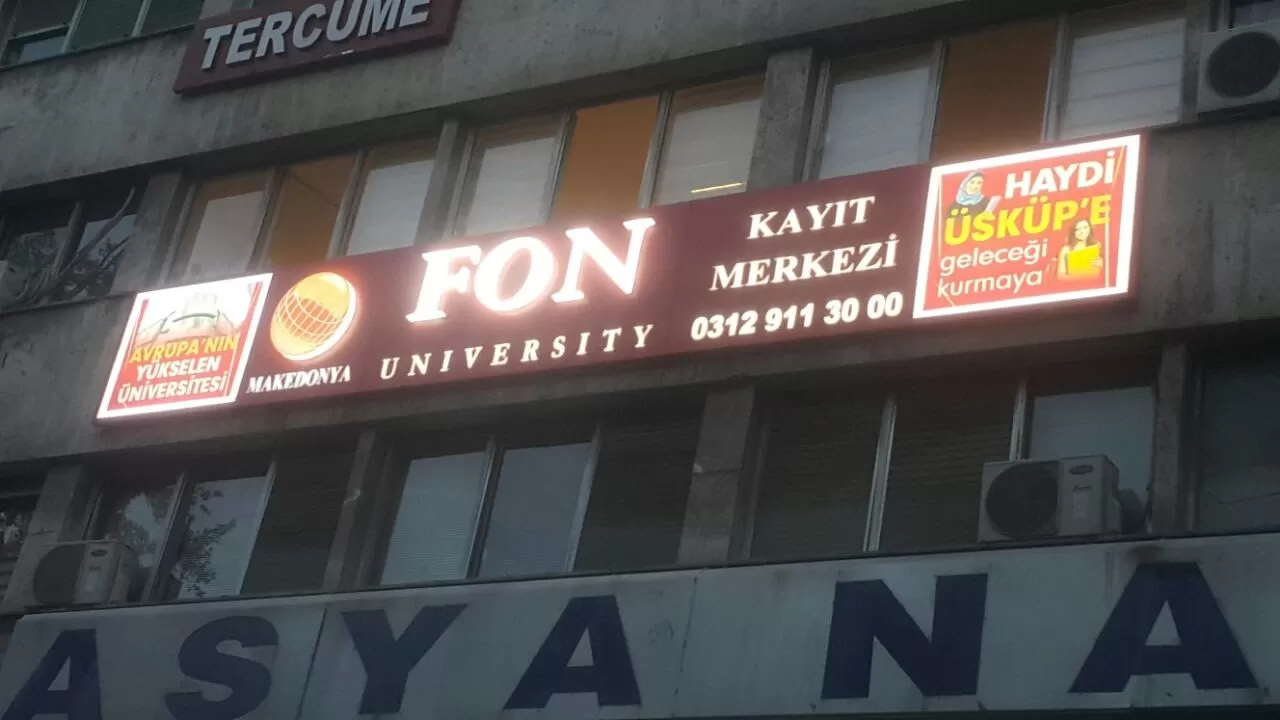 TERCÜME
AVRUPA'NIN
YÜKSELEN
ÜNİVERSİTESİ
MAKEDONYA
FON
UNIVERSITY
KAYIT
MERKEZİ
0312 911 30 00
HAYDİ
ÜSKÜP'E
geleceği
kurmaya
ASYA NA